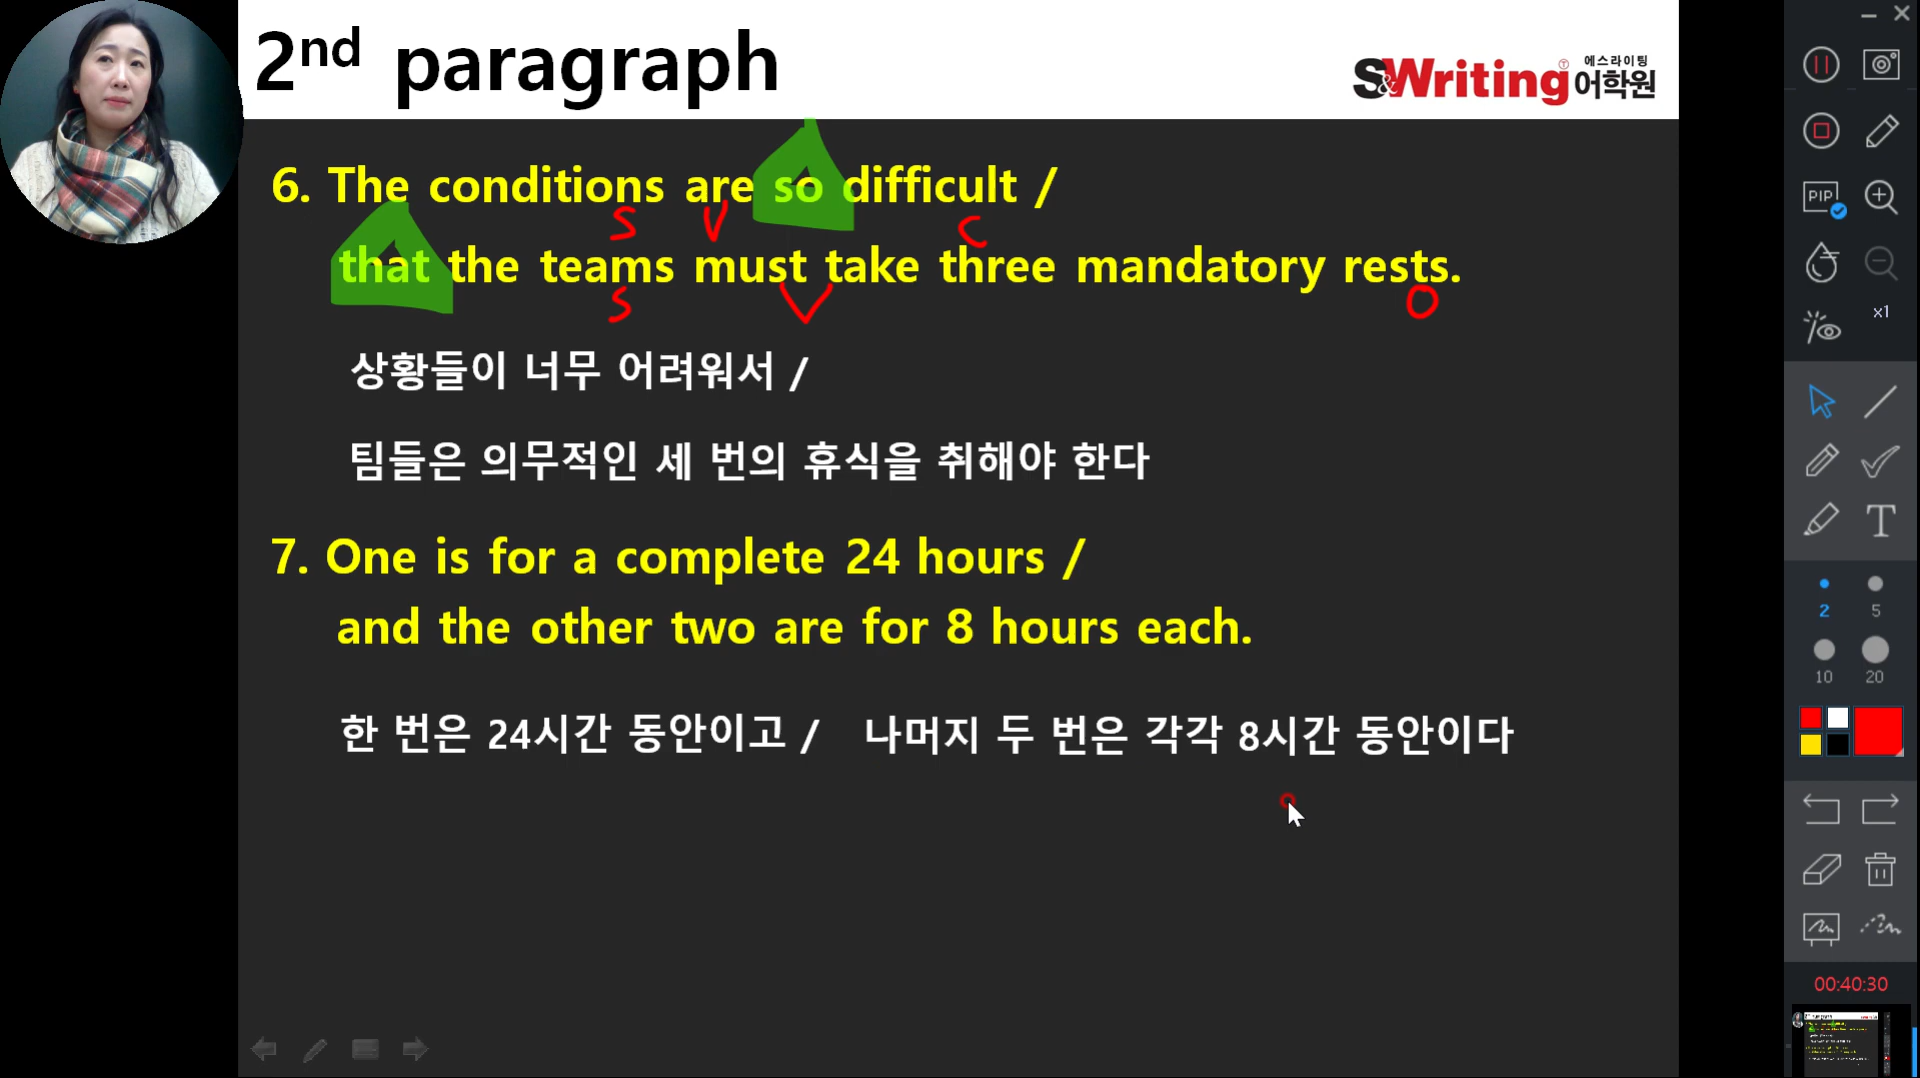 2nd paragraph
S&Writing 에스라이팅 어학원
6. The conditions are so difficult /
S V C
that the teams must take three mandatory rests.
S V O
상황들이 너무 어려워서 /
팀들은 의무적인 세 번의 휴식을 취해야 한다
7. One is for a complete 24 hours /
and the other two are for 8 hours each.
한 번은 24시간 동안이고 / 나머지 두 번은 각각 8시간 동안이다
PIP
x1
T
2 5
10 20
00:40:30